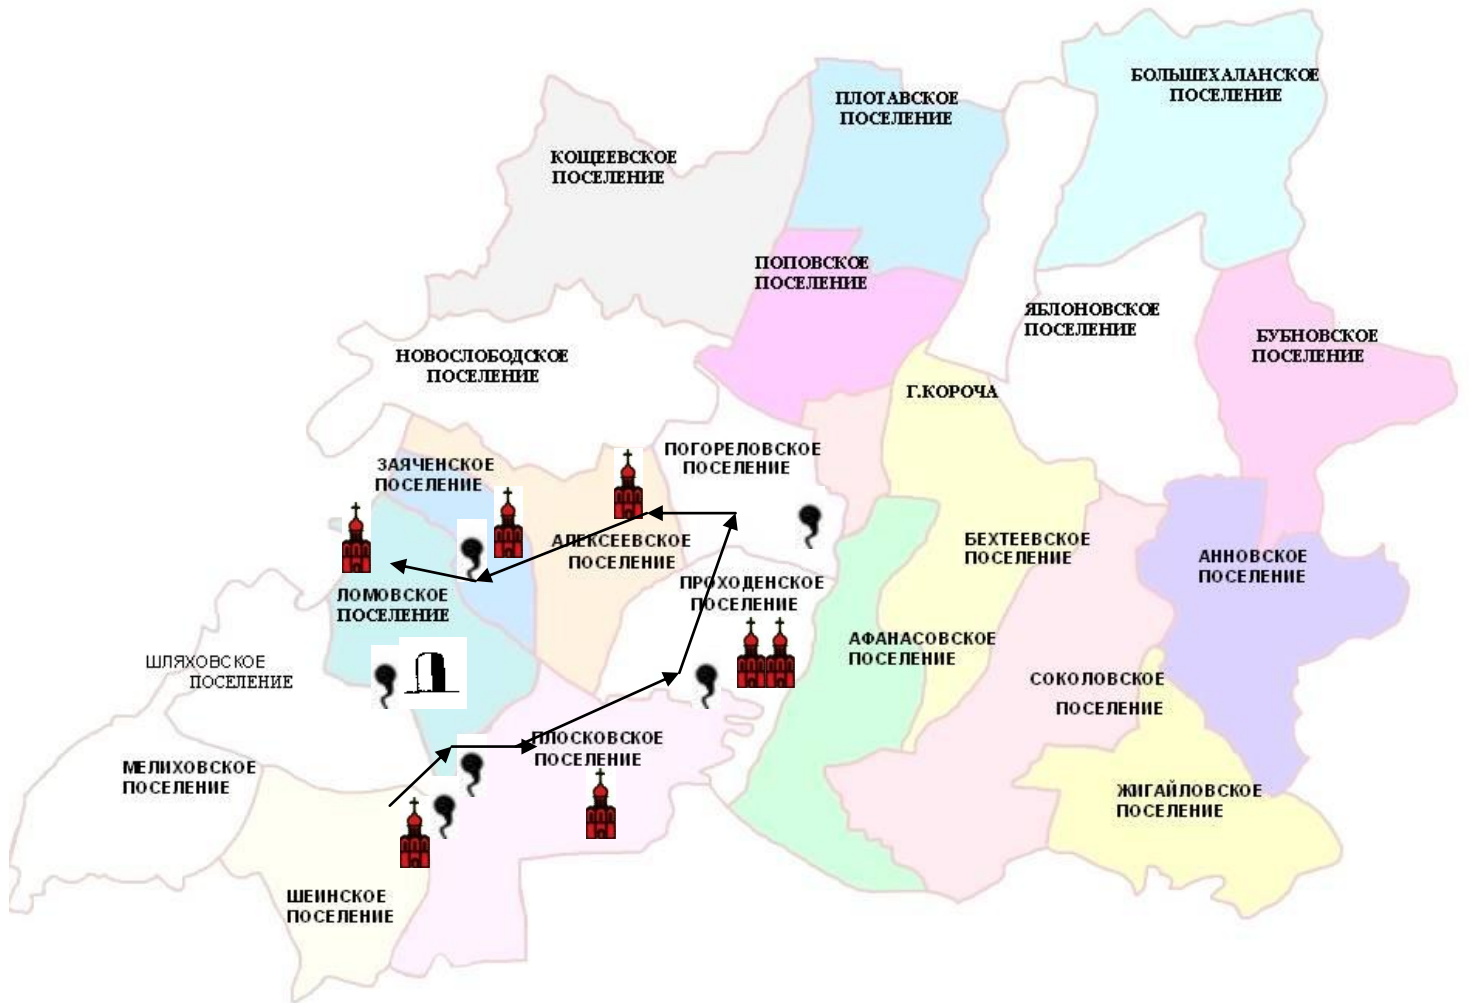 БОЛЬШЕХАЛАНСКОЕ
ПОСЕЛЕНИЕ
ПЛОТАВСКОЕ
ПОСЕЛЕНИЕ
КОЩЕЕВСКОЕ
ПОСЕЛЕНИЕ
ПОПОВСКОЕ
ПОСЕЛЕНИЕ
ЯБЛОНОВСКОЕ
ПОСЕЛЕНИЕ
БУБНОВСКОЕ
ПОСЕЛЕНИЕ
НОВОСЛОБОДСКОЕ
ПОСЕЛЕНИЕ
Г.КОРОЧА
ПОГОРЕЛОВСКОЕ
ПОСЕЛЕНИЕ
ЗАЯЧЕНСКОЕ
ПОСЕЛЕНИЕ
АЛЕКСЕЕВСКОЕ
ПОСЕЛЕНИЕ
БЕХТЕЕВСКОЕ
ПОСЕЛЕНИЕ
АННОВСКОЕ
ПОСЕЛЕНИЕ
ПРОХОДЕНСКОЕ
ПОСЕЛЕНИЕ
ЛОМОВСКОЕ
ПОСЕЛЕНИЕ
АФАНАСОВСКОЕ
ПОСЕЛЕНИЕ
ШЛЯХОВСКОЕ
ПОСЕЛЕНИЕ
СОКОЛОВСКОЕ
ПОСЕЛЕНИЕ
ПЛОСКОВСКОЕ
ПОСЕЛЕНИЕ
МЕЛИХОВСКОЕ
ПОСЕЛЕНИЕ
ЖИГАЙЛОВСКОЕ
ПОСЕЛЕНИЕ
ШЕИНСКОЕ
ПОСЕЛЕНИЕ